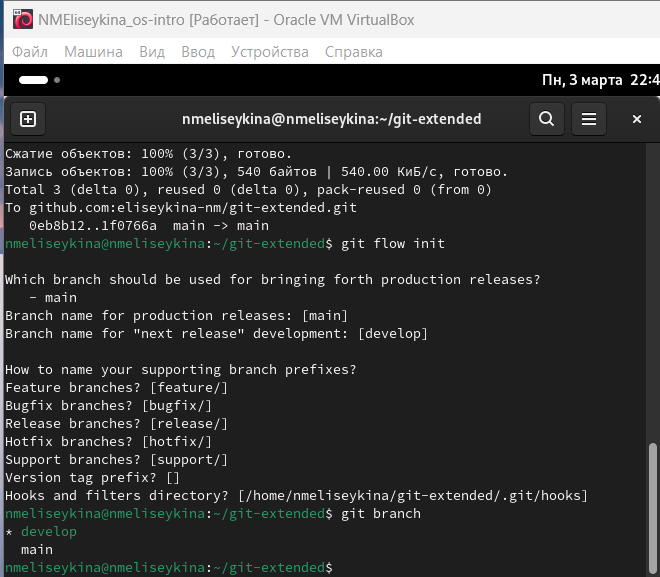 NMEliseykina_os-intro [Работает] - Oracle VM VirtualBox
Файл Машина Вид Ввод Устройства Справка
Пн, 3 марта 22:4
nmeliseykina@nmeliseykina:~/git-extended
Сжатие объектов: 100% (3/3), готово.
Запись объектов: 100% (3/3), 540 байтов | 540.00 КиБ/с, готово.
Total 3 (delta 0), reused 0 (delta 0), pack-reused 0 (from 0)
To github.com:eliseykina-nm/git-extended.git
   0eb8b12..1f0766a  main -> main
nmeliseykina@nmeliseykina:~/git-extended$ git flow init

Which branch should be used for bringing forth production releases?
   - main
Branch name for production releases: [main]
Branch name for "next release" development: [develop]

How to name your supporting branch prefixes?
Feature branches? [feature/]
Bugfix branches? [bugfix/]
Release branches? [release/]
Hotfix branches? [hotfix/]
Support branches? [support/]
Version tag prefix? []
Hooks and filters directory? [/home/nmeliseykina/git-extended/.git/hooks]
nmeliseykina@nmeliseykina:~/git-extended$ git branch
* develop
  main
nmeliseykina@nmeliseykina:~/git-extended$